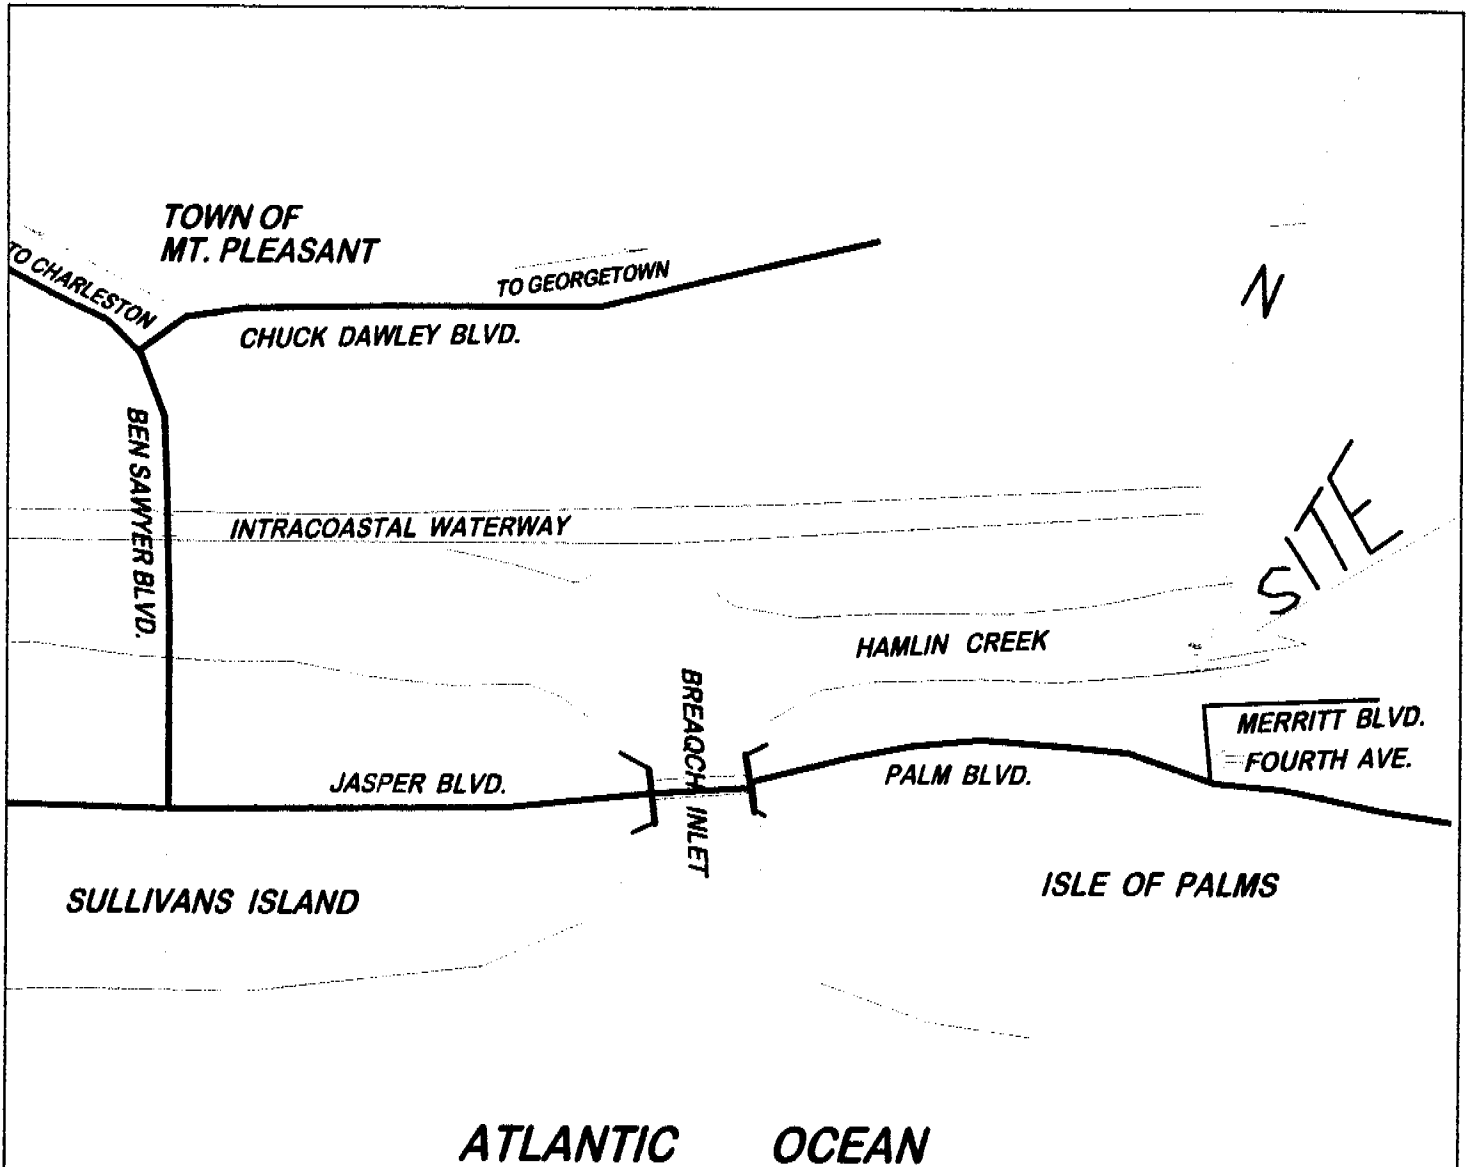 TOWN OF
MT. PLEASANT
TO CHARLESTON
TO GEORGETOWN
CHUCK DAWLEY BLVD.
N
BEN SAWYER BLVD.
INTRACOASTAL WATERWAY
SITE
HAMLIN CREEK
BREAQCH INLET
MERRITT BLVD.
FOURTH AVE.
JASPER BLVD.
PALM BLVD.
SULLIVANS ISLAND
ISLE OF PALMS
ATLANTIC OCEAN